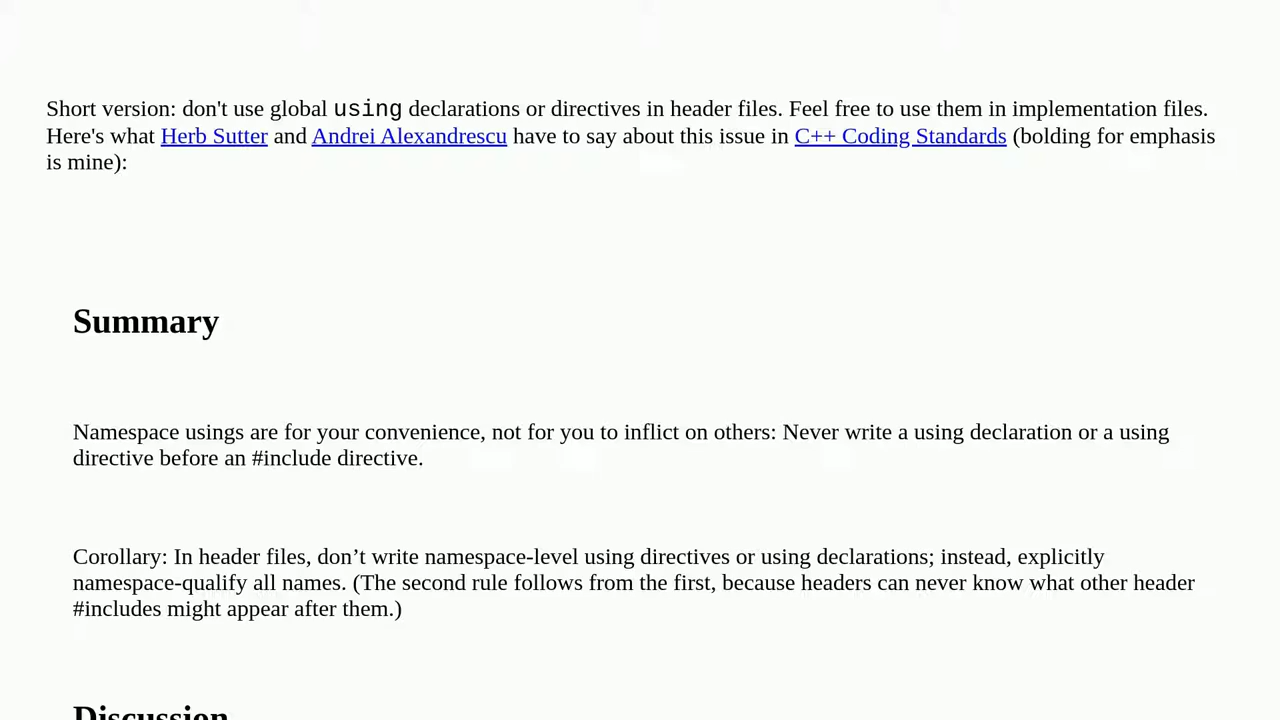 Short version: don't use global using declarations or directives in header files. Feel free to use them in implementation files.
Here's what Herb Sutter and Andrei Alexandrescu have to say about this issue in C++ Coding Standards (bolding for emphasis
is mine):
Summary
Namespace usings are for your convenience, not for you to inflict on others: Never write a using declaration or a using
directive before an #include directive.
Corollary: In header files, don’t write namespace-level using directives or using declarations; instead, explicitly
namespace-qualify all names. (The second rule follows from the first, because headers can never know what other header
#includes might appear after them.)
Discussion